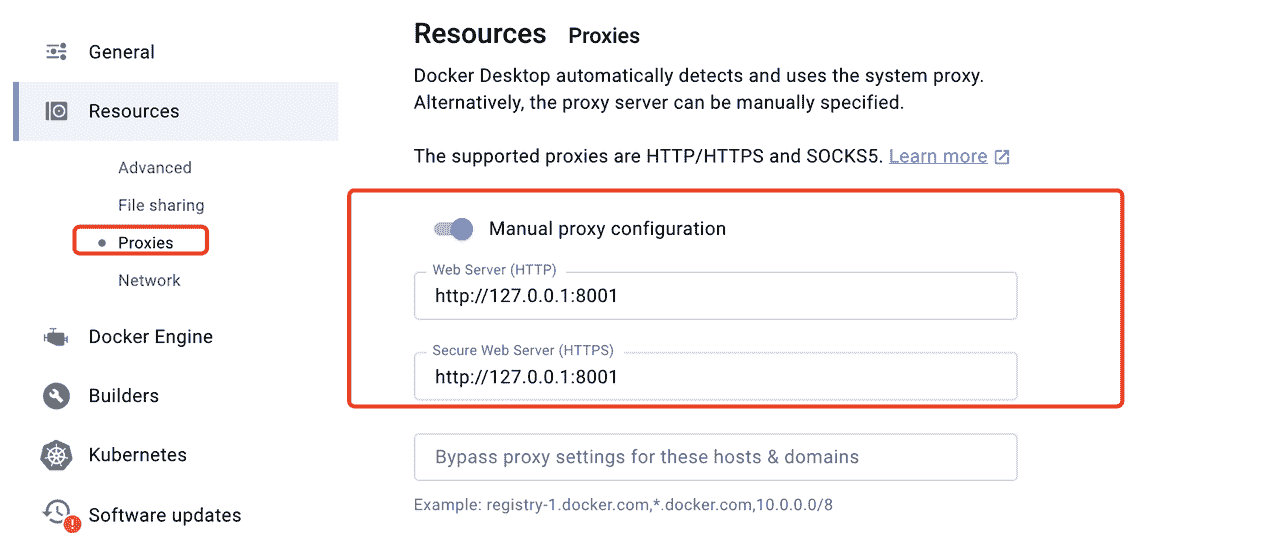 General
Resources
Advanced
File sharing
Proxies
Network
Docker Engine
Builders
Kubernetes
Software updates
Resources Proxies
Docker Desktop automatically detects and uses the system proxy.
Alternatively, the proxy server can be manually specified.
The supported proxies are HTTP/HTTPS and SOCKS5. Learn more
Manual proxy configuration
Web Server (HTTP)
http://127.0.0.1:8001
Secure Web Server (HTTPS)
http://127.0.0.1:8001
Bypass proxy settings for these hosts & domains
Example: registry-1.docker.com,*.docker.com,10.0.0.0/8